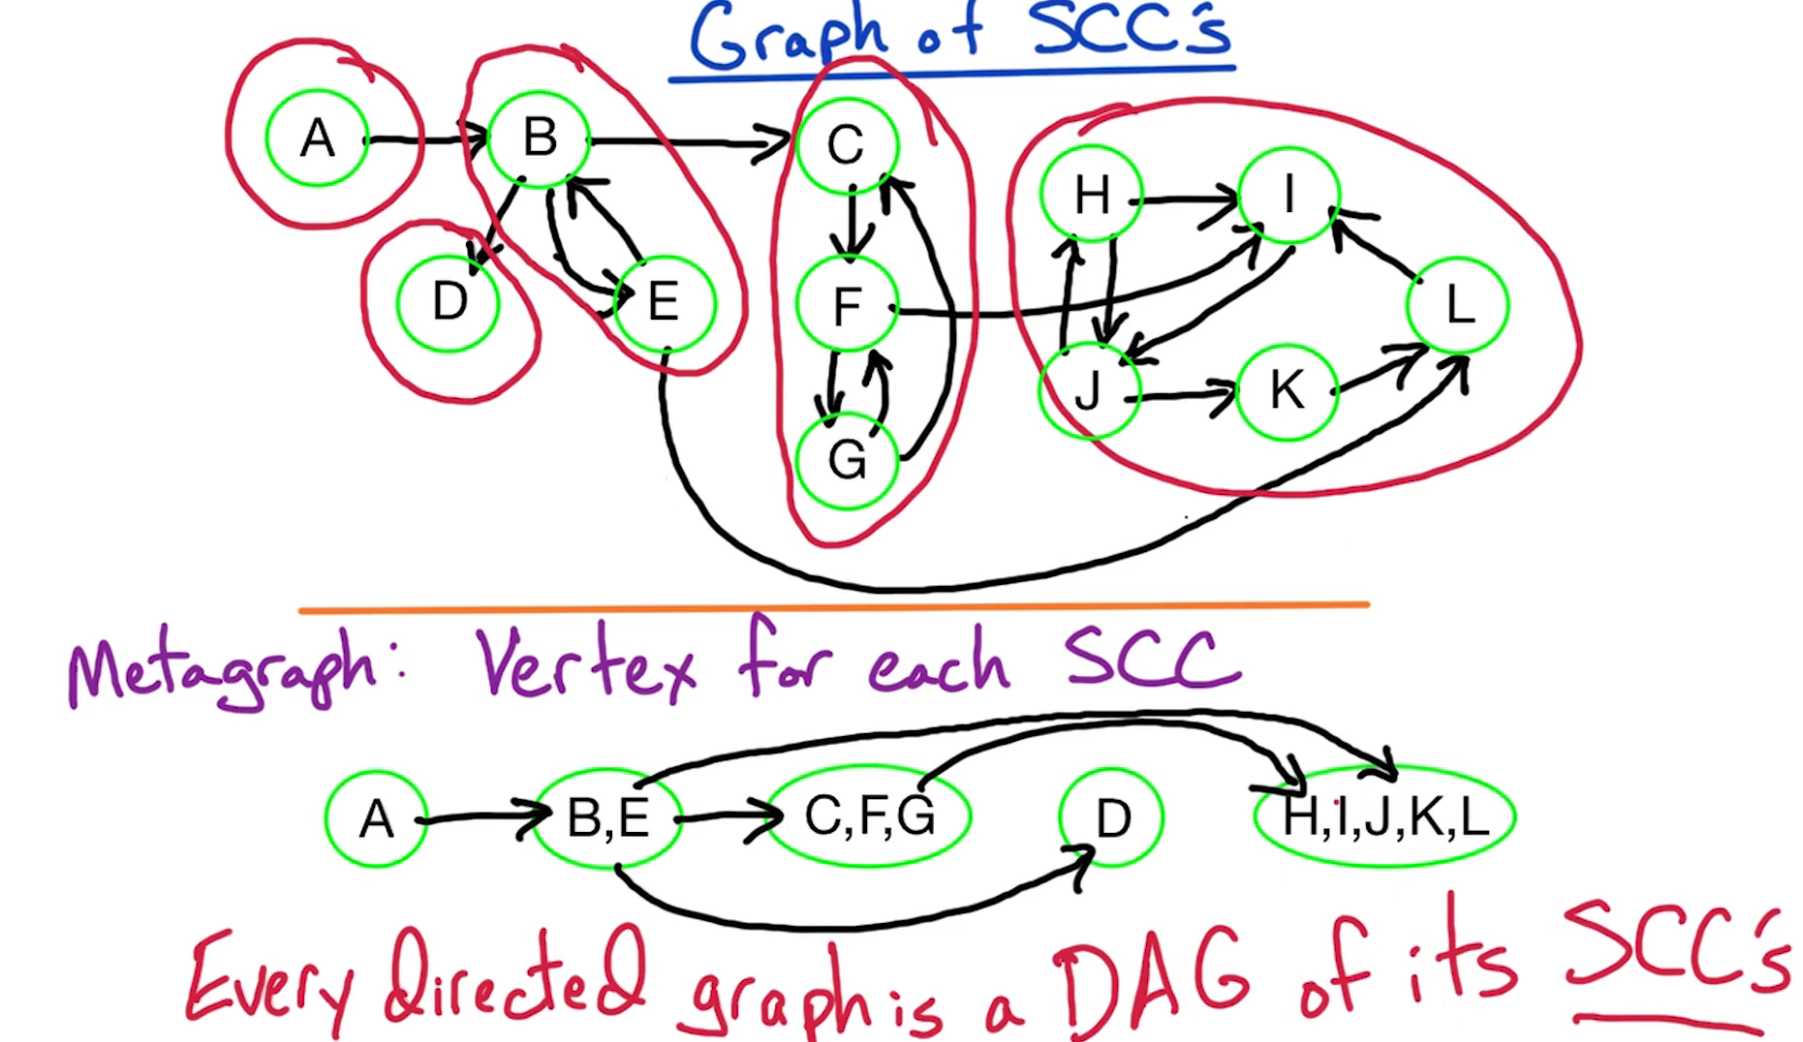 Graph of SCC's
A B C H I
D E F L
J K
G
Metagraph: Vertex for each SCC
A B,E C,F,G D H,I,J,K,L
Every directed graph is a DAG of its SCC's